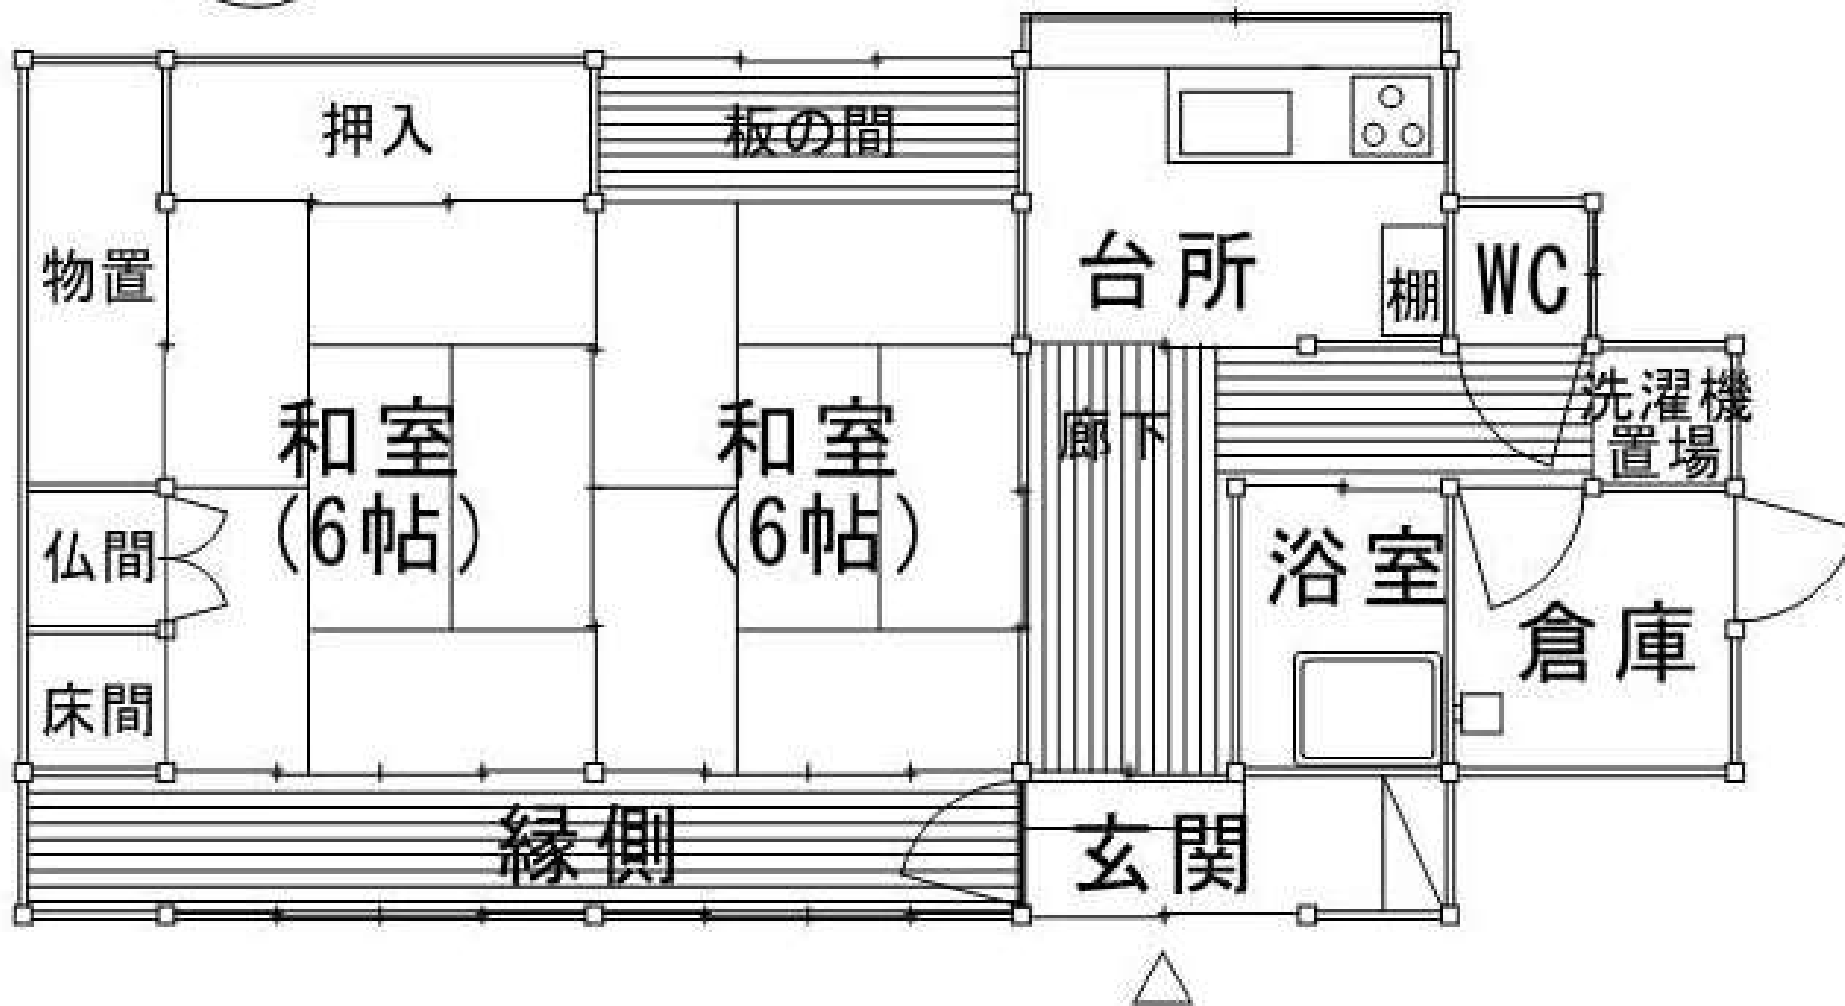 押入
板の間
物置
台所
棚
WC
和室
(6帖)
和室
(6帖)
廊下
洗濯機
置場
仏間
浴室
倉庫
床間
縁側
玄関